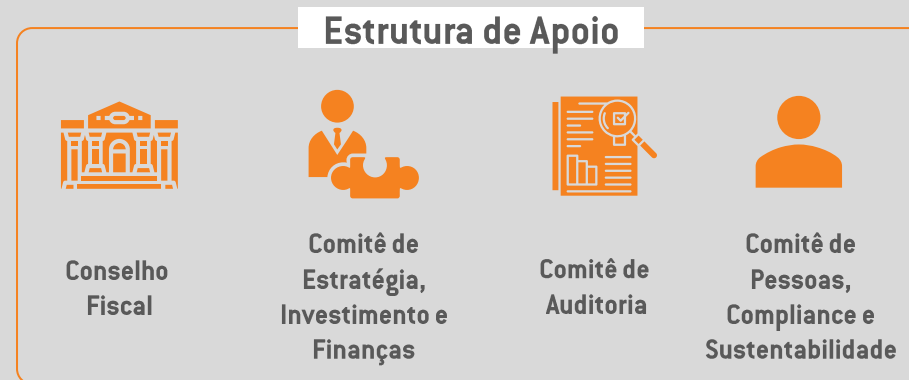 Estrutura de Apoio
Conselho
Fiscal
Comitê de
Estratégia,
Investimento e
Finanças
Comitê de
Auditoria
Comitê de
Pessoas,
Compliance e
Sustentabilidade